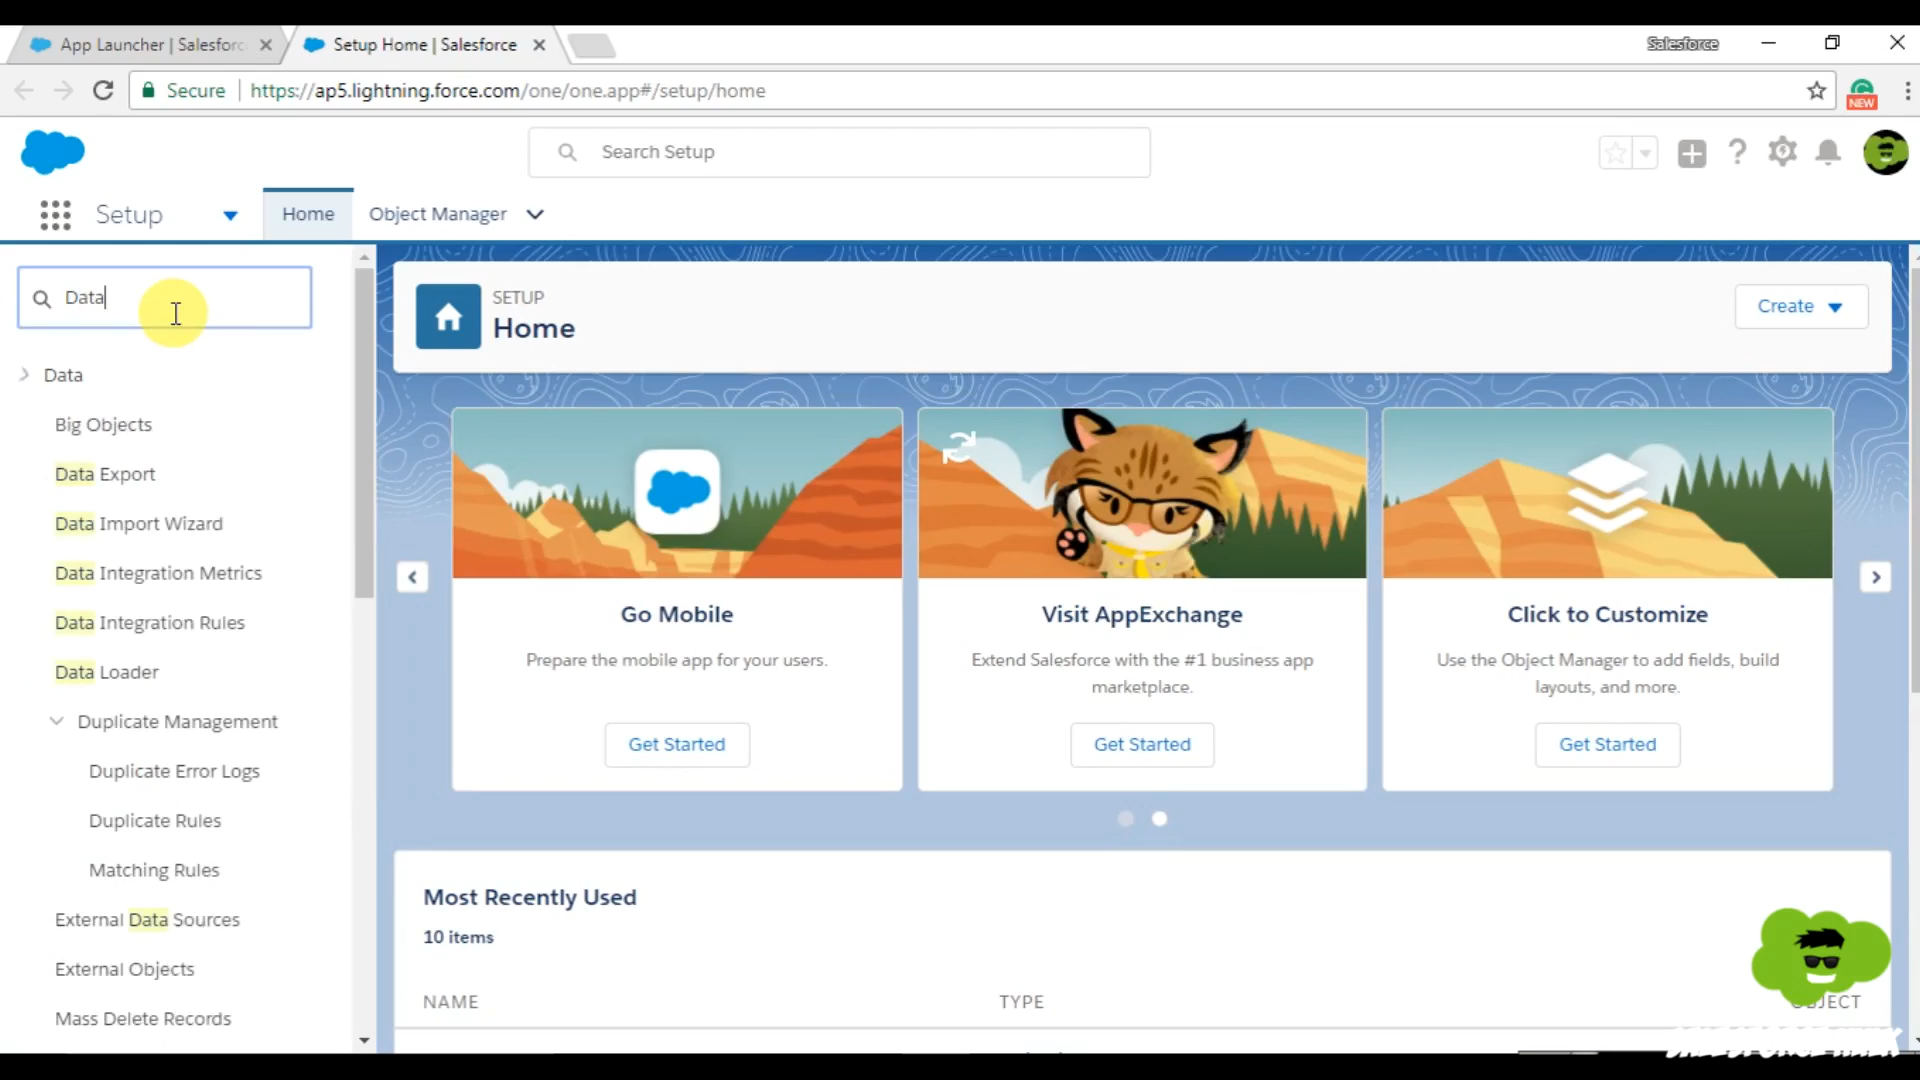 App Launcher | Salesforc
Setup Home | Salesforce
Salesforce
Secure
https://ap5.lightning.force.com/one/one.app#/setup/home
NEW
Search Setup
Setup
Home
Object Manager
Data
SETUP
Home
Create
Data
Big Objects
Data Export
Data Import Wizard
Data Integration Metrics
Data Integration Rules
Data Loader
Duplicate Management
Duplicate Error Logs
Duplicate Rules
Matching Rules
External Data Sources
External Objects
Mass Delete Records
Go Mobile
Prepare the mobile app for your users.
Get Started
Visit AppExchange
Extend Salesforce with the #1 business app
marketplace.
Get Started
Click to Customize
Use the Object Manager to add fields, build
layouts, and more.
Get Started
Most Recently Used
10 items
NAME
TYPE